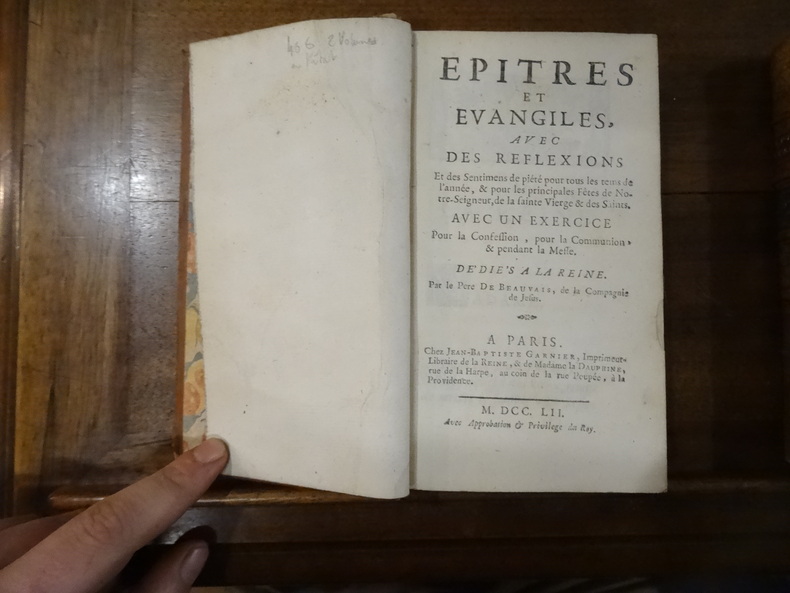 406 2 Volumes
EPITRES
ET
EVANGILES,
AVEC
DES REFLEXIONS
Et des Sentimens de piété pour tous les tems de
l'année, & pour les principales Fêtes de No-
tre-Seigneur, de la sainte Vierge & des Saints.
AVEC UN EXERCICE
Pour la Confession, pour la Communion,
& pendant la Messe.
DE'DIE'S A LA REINE.
Par le Pere DE BEAUVAIS, de la Compagnie
de Jesus.
A PARIS.
Chez JEAN-BAPTISTE GARNIER, Imprimeur-
Libraire de la REINE, & de Madame la DAUPHINE,
rue de la Harpe, au coin de la rue Poupée, à la
Providence.
M. DCC. LII.
Avec Approbation & Privilege du Roy.